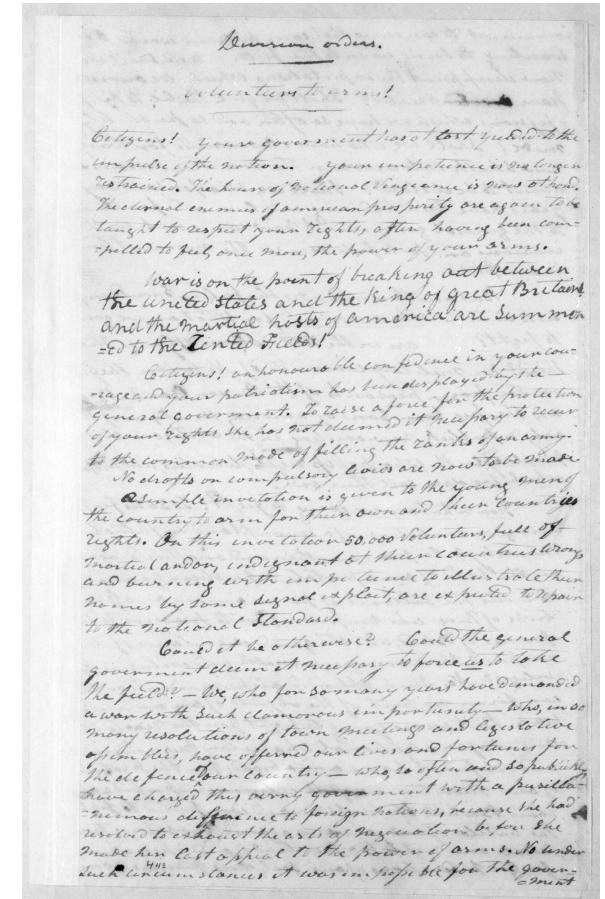 Division orders.
Volunteers to arms!
Citizens! Your goverment has at last yealded to the
impulse of the nation. Your impatience is no longer
restrained. The hour of national Vengeance is now at hand.
The eternal enemies of american prosperity are again to be
taught to respect your rights, after having been com-
-pelled to feel, once more, the power of your arms.
War is on the point of breaking out between
the united States and the King of great Britain
and the martial hosts of america are Summon
=ed to the Tented Fields!
Citizens! an honourable confidence in your cou-
-rage and your patriotism has been displayed by the
general goverment. To raise a force for the protection
of your rights she has not deemed it necessary to recur
to the common mode of filling the ranks of an army.
No drafts or compulsory levies are now to be made
A simple invitation is given to the young men of
the country to arm for their own and their Countries
rights. On this invitation 50,000 volunteers, full of
martial ardor, indignant at their Countries wrongs
and burning with impatience to illustrate their
names by some signal exploit, are expected to repair
to the national Standard.
Could it be otherwise? Could the general
government deem it necessary to force us to take
the field? - We, who for so many years have demanded
a war with such clamorous importunity - who, in so
many resolutions of town meetings and legislative
assemblies, have offerred our lives and fortunes for
the defence our Country - who, so often and so publickly
have charged this verry government with a pusilla-
-nimous deference to foreign nations, because she had
resolved to exhaust the arts of negociation before she
made her last appeal to the power of arms. No under
such circumstances it was impossible for the gover-
=ment